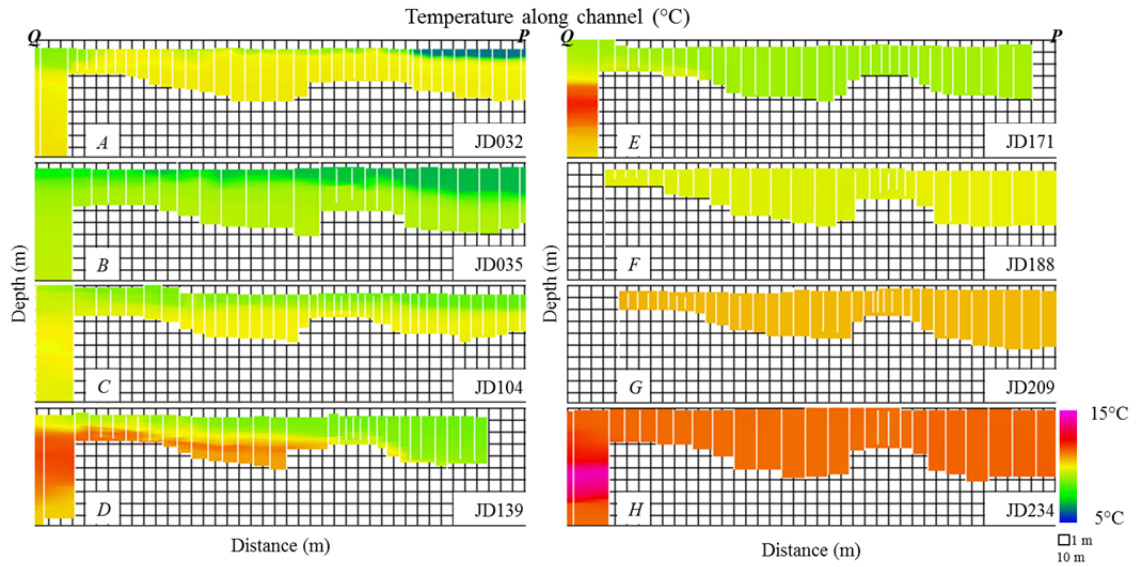 Temperature along channel (°C)
Q P Q P
A JD032
E JD171
B JD035
F JD188
C JD104
G JD209
D JD139
H JD234
Depth (m)
Depth (m)
15°C
5°C
1 m
10 m
Distance (m)
Distance (m)